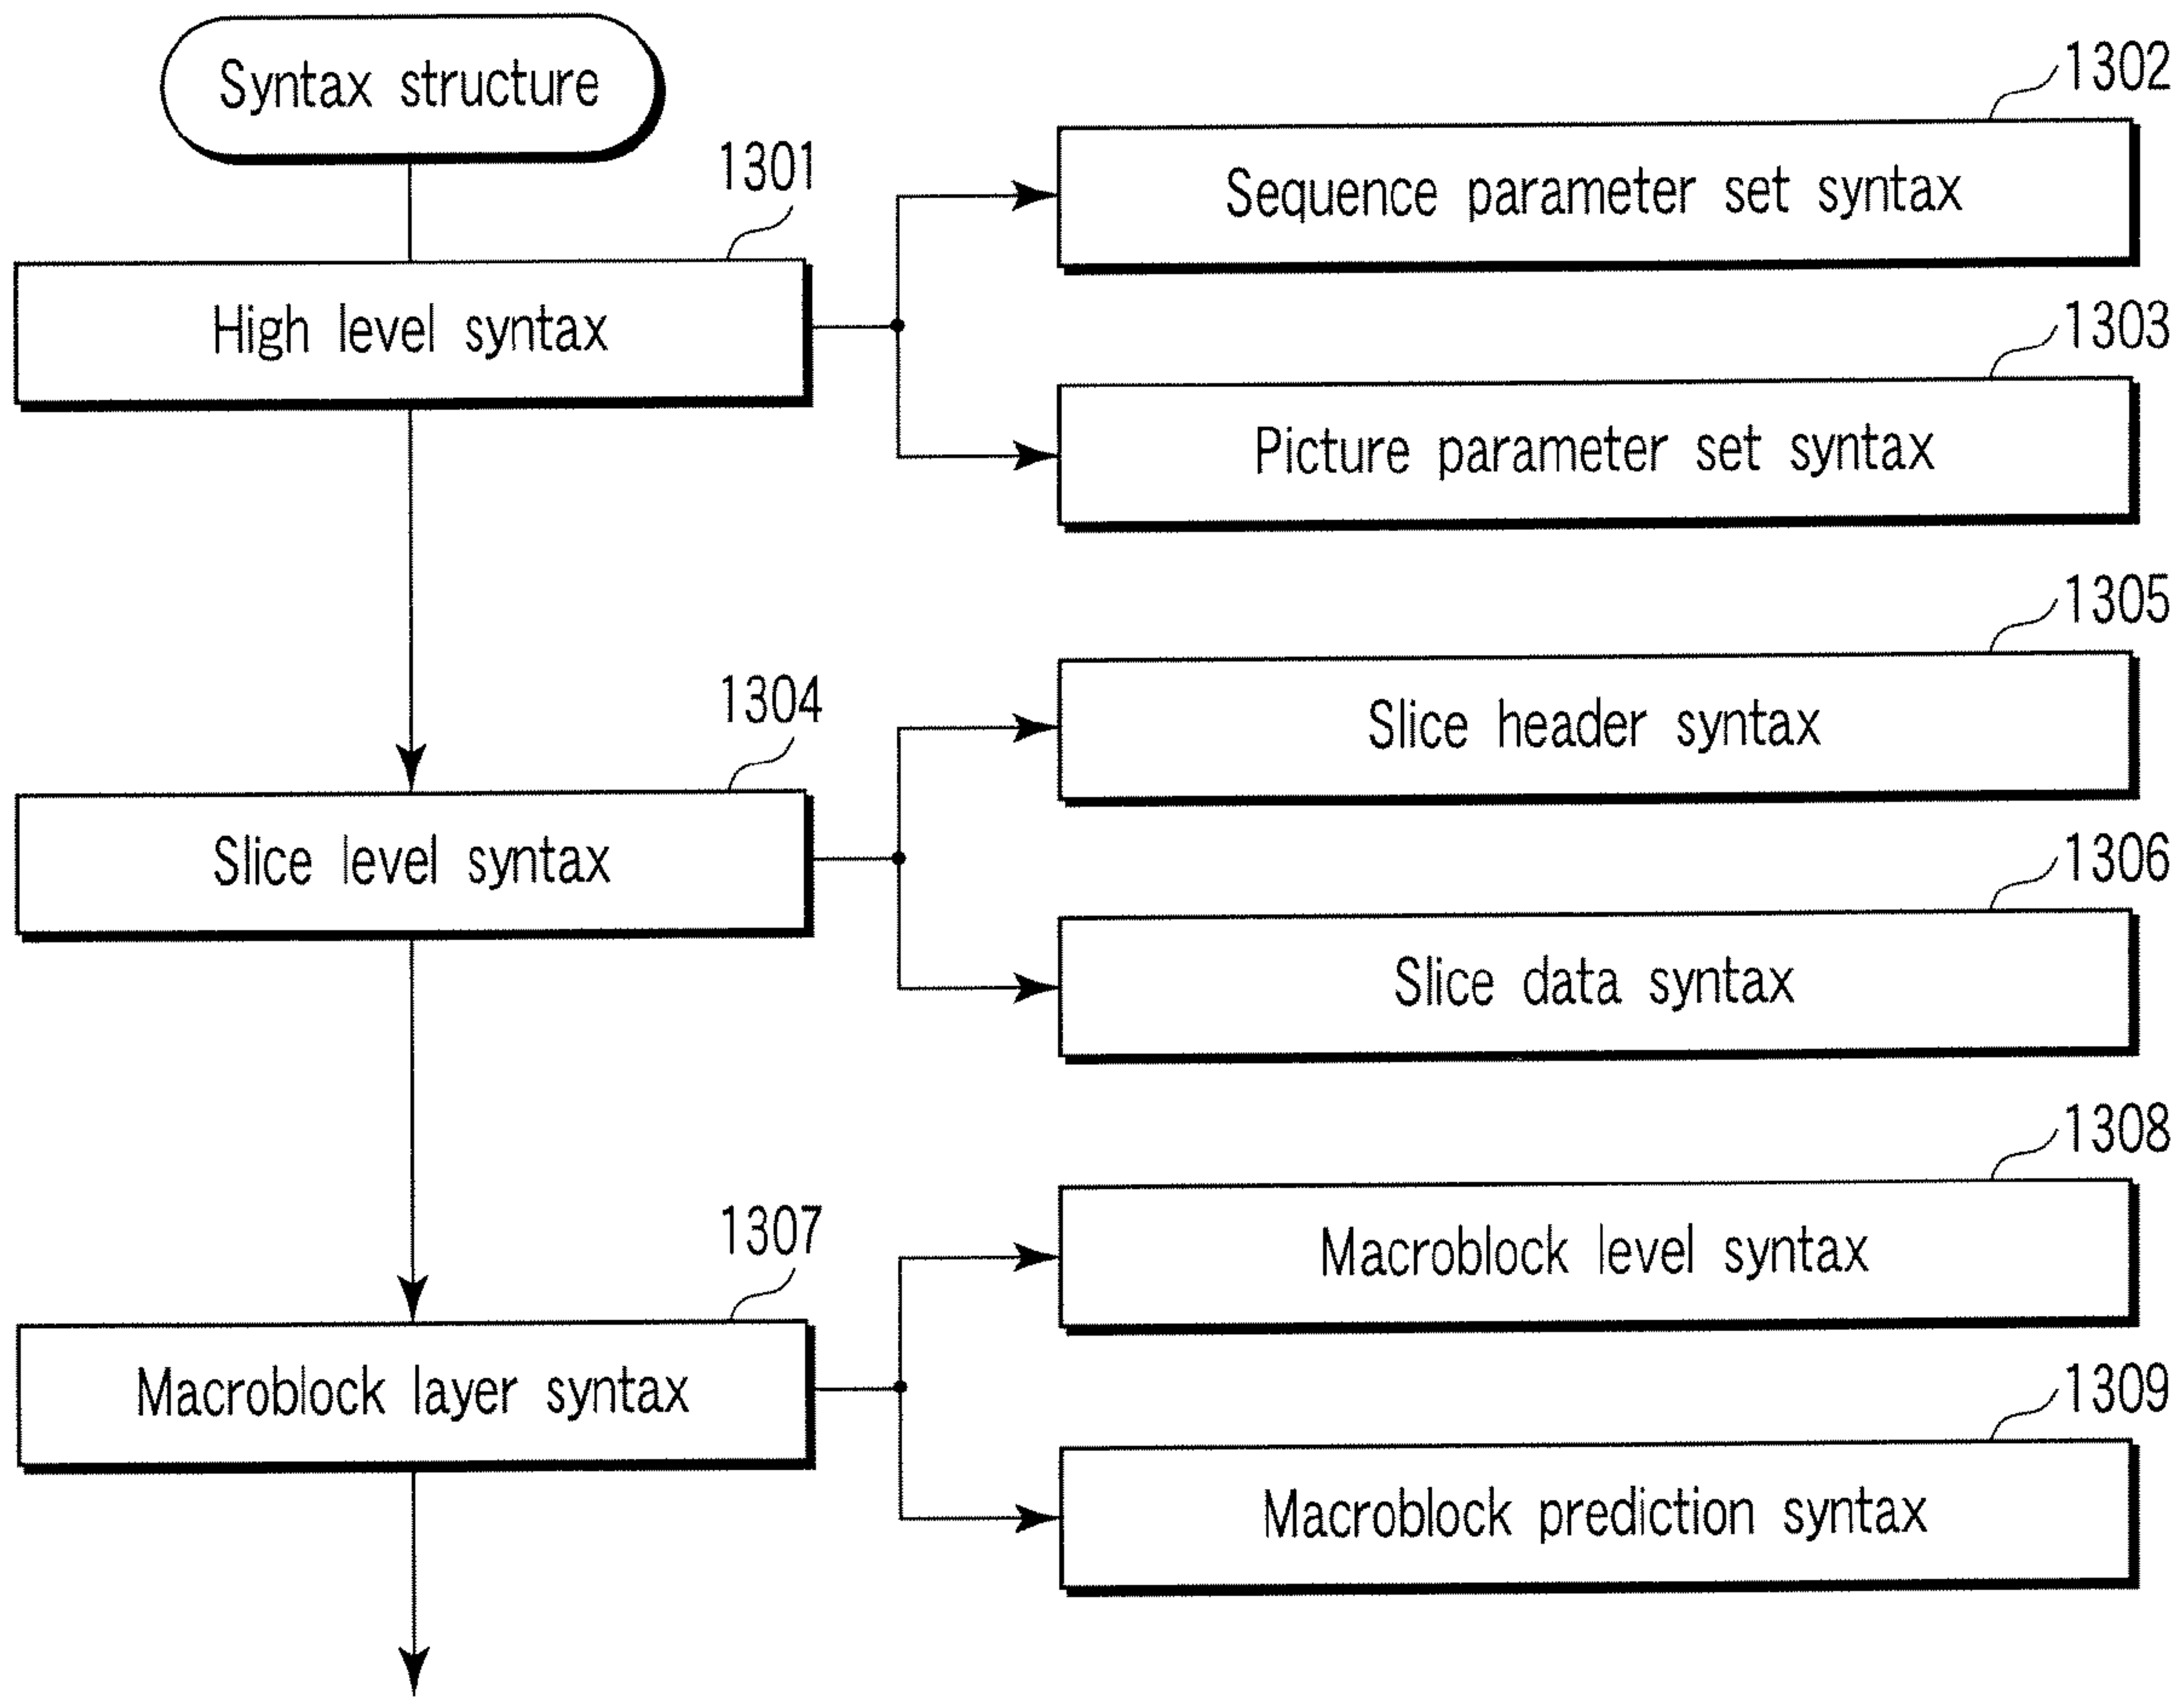 Syntax structure
1301
High level syntax
1302
Sequence parameter set syntax
1303
Picture parameter set syntax
1304
Slice level syntax
1305
Slice header syntax
1306
Slice data syntax
1307
Macroblock layer syntax
1308
Macroblock level syntax
1309
Macroblock prediction syntax